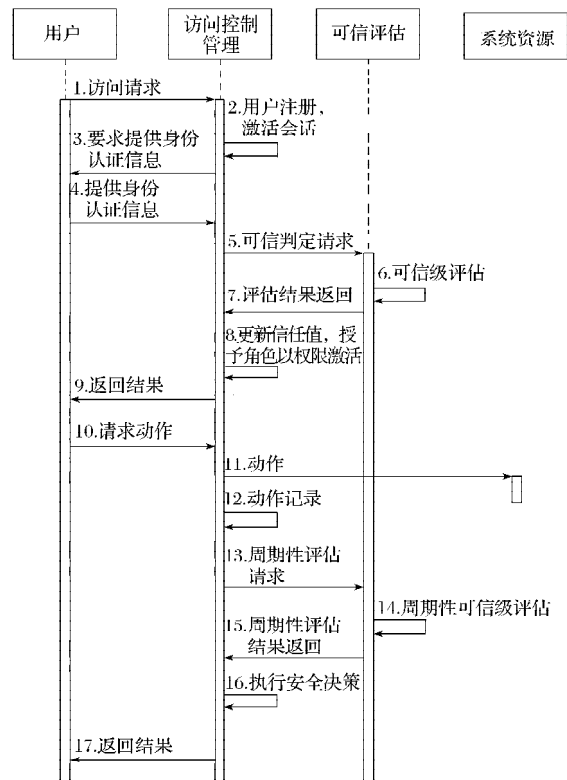 用户
访问控制
管理
可信评估
系统资源
1.访问请求
2.用户注册，
激活会话
3.要求提供身份
认证信息
4.提供身份
认证信息
5.可信判定请求
6.可信级评估
7.评估结果返回
8.更新信任值，授
予角色以权限激活
9.返回结果
10.请求动作
11.动作
12.动作记录
13.周期性评估
请求
14.周期性可信级评估
15.周期性评估
结果返回
16.执行安全决策
17.返回结果